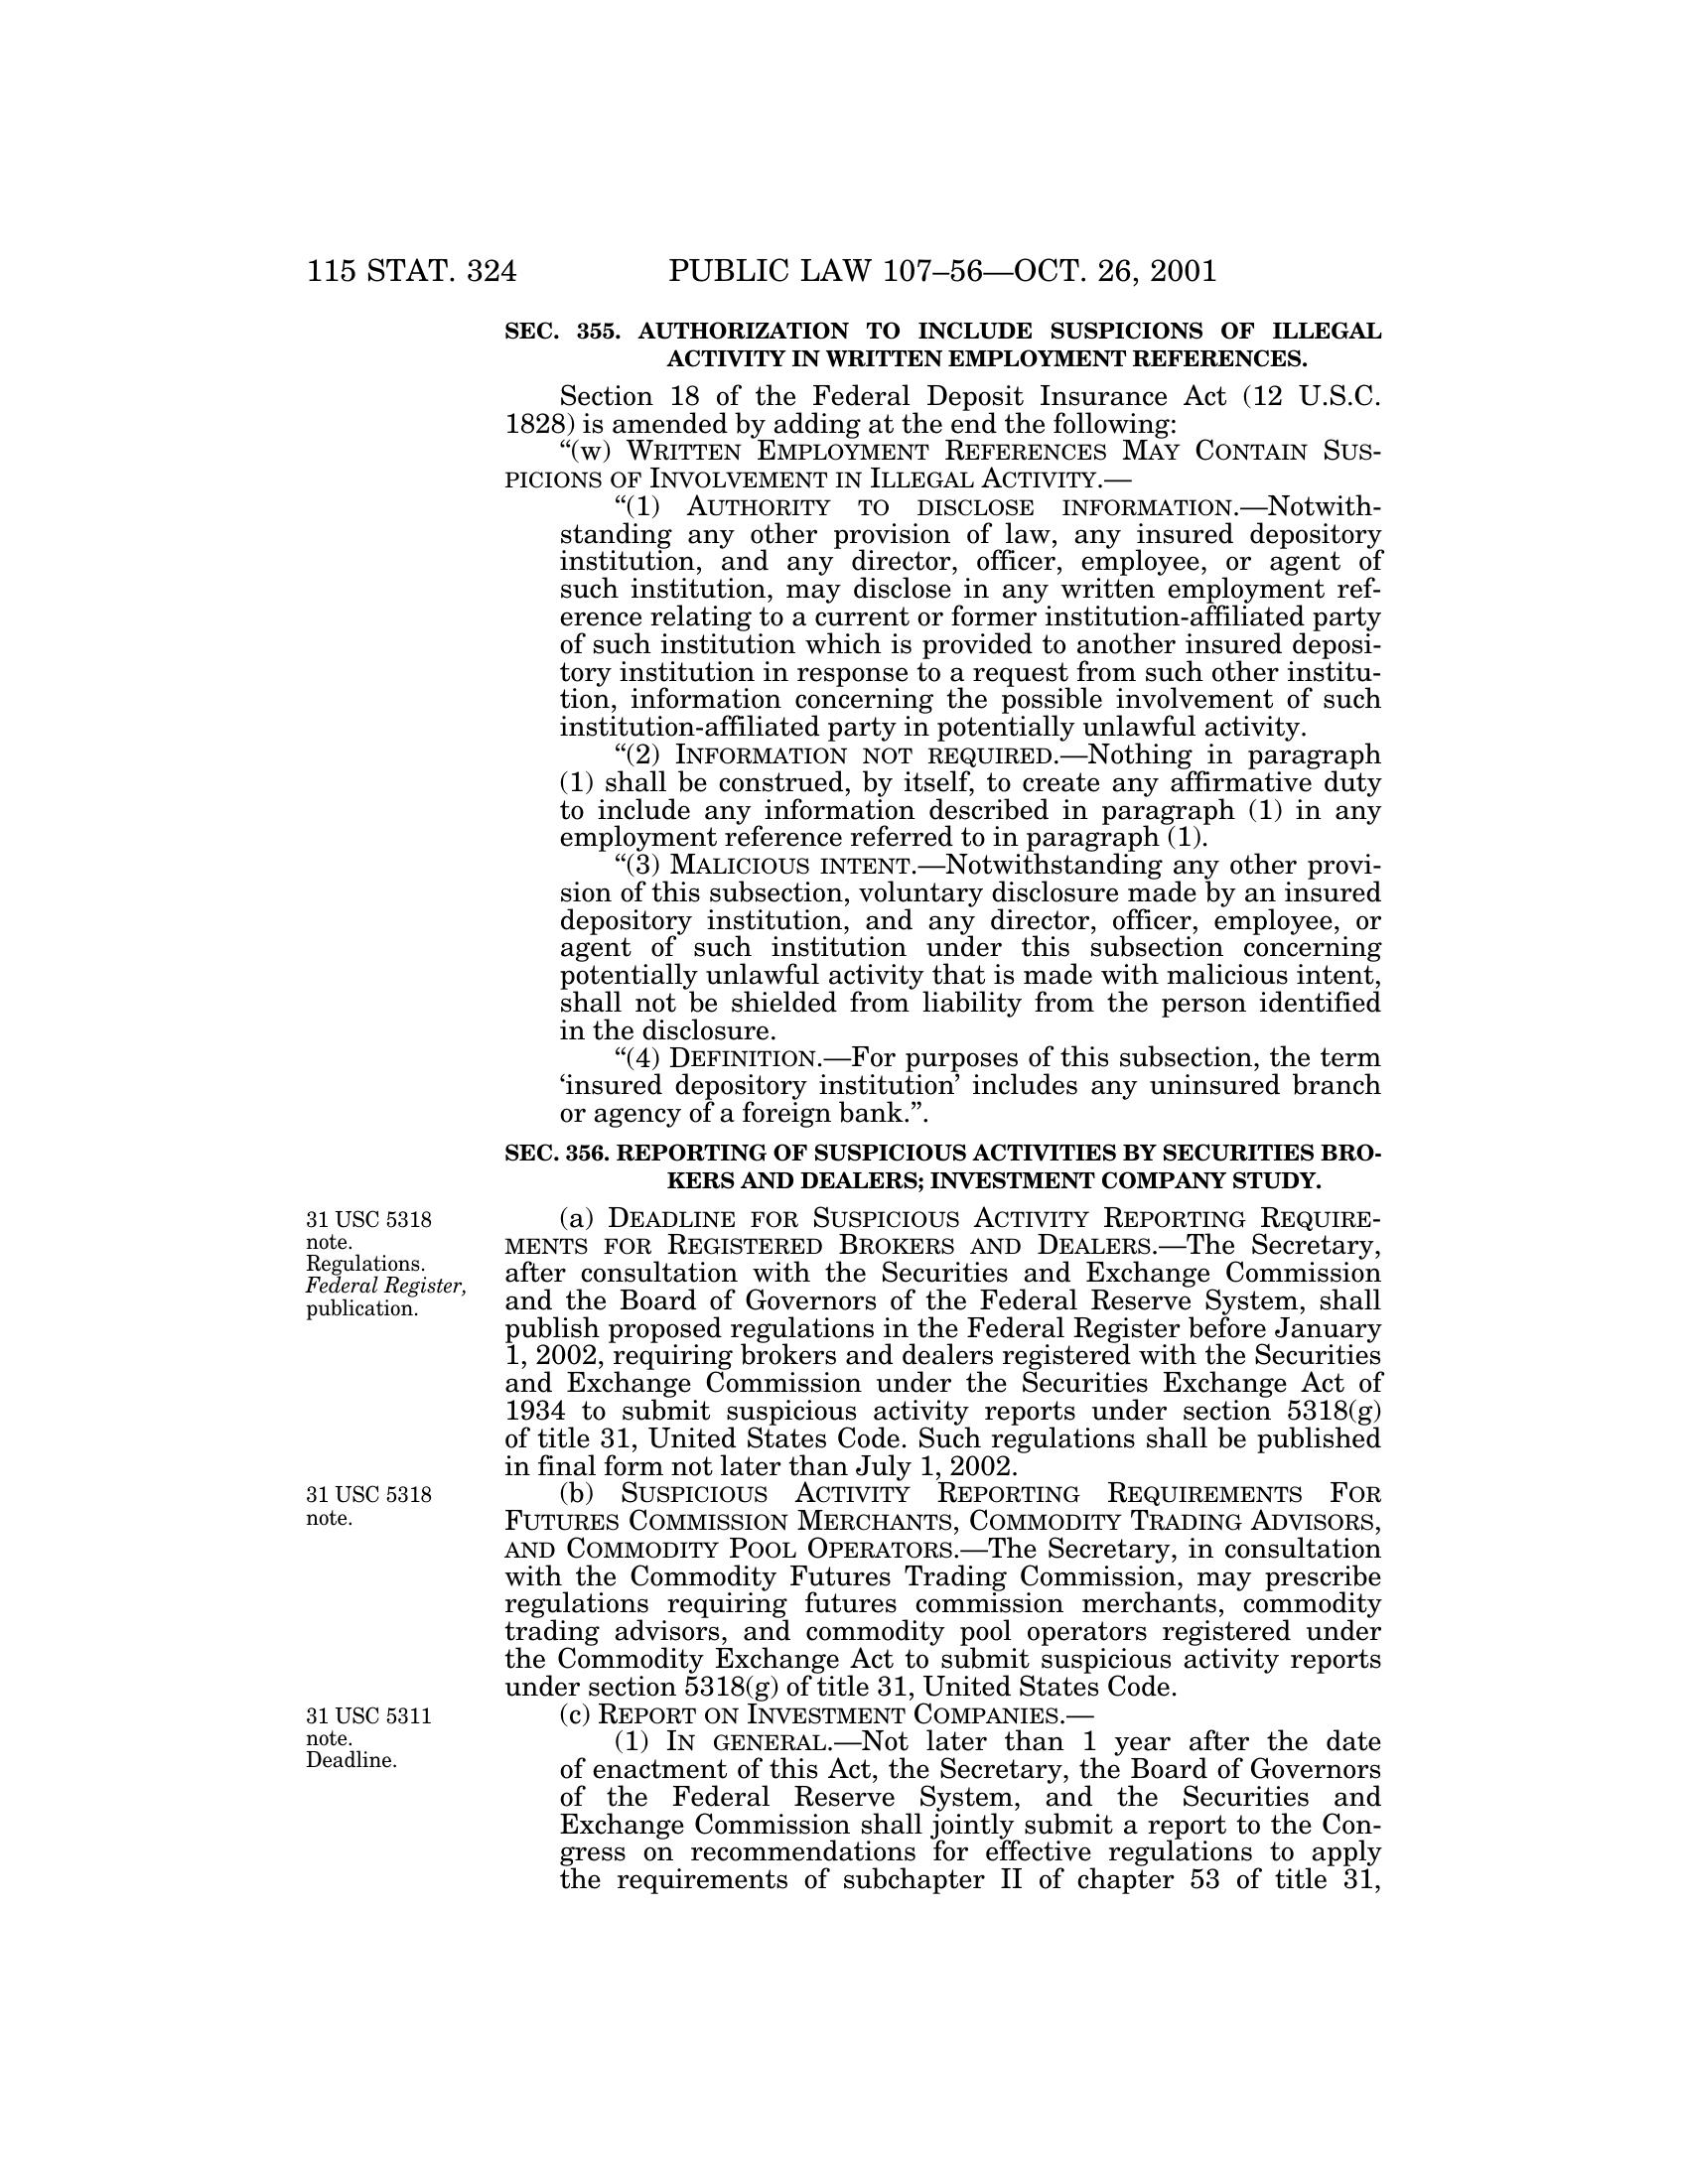 115 STAT. 324 PUBLIC LAW 107–56—OCT. 26, 2001
SEC. 355. AUTHORIZATION TO INCLUDE SUSPICIONS OF ILLEGAL
ACTIVITY IN WRITTEN EMPLOYMENT REFERENCES.
Section 18 of the Federal Deposit Insurance Act (12 U.S.C.
1828) is amended by adding at the end the following:
“(w) WRITTEN EMPLOYMENT REFERENCES MAY CONTAIN SUS-
PICIONS OF INVOLVEMENT IN ILLEGAL ACTIVITY.—
“(1) AUTHORITY TO DISCLOSE INFORMATION.—Notwith-
standing any other provision of law, any insured depository
institution, and any director, officer, employee, or agent of
such institution, may disclose in any written employment ref-
erence relating to a current or former institution-affiliated party
of such institution which is provided to another insured deposi-
tory institution in response to a request from such other institu-
tion, information concerning the possible involvement of such
institution-affiliated party in potentially unlawful activity.
“(2) INFORMATION NOT REQUIRED.—Nothing in paragraph
(1) shall be construed, by itself, to create any affirmative duty
to include any information described in paragraph (1) in any
employment reference referred to in paragraph (1).
“(3) MALICIOUS INTENT.—Notwithstanding any other provi-
sion of this subsection, voluntary disclosure made by an insured
depository institution, and any director, officer, employee, or
agent of such institution under this subsection concerning
potentially unlawful activity that is made with malicious intent,
shall not be shielded from liability from the person identified
in the disclosure.
“(4) DEFINITION.—For purposes of this subsection, the term
‘insured depository institution’ includes any uninsured branch
or agency of a foreign bank.”.
SEC. 356. REPORTING OF SUSPICIOUS ACTIVITIES BY SECURITIES BRO-
KERS AND DEALERS; INVESTMENT COMPANY STUDY.
31 USC 5318
note.
Regulations.
Federal Register,
publication.
(a) DEADLINE FOR SUSPICIOUS ACTIVITY REPORTING REQUIRE-
MENTS FOR REGISTERED BROKERS AND DEALERS.—The Secretary,
after consultation with the Securities and Exchange Commission
and the Board of Governors of the Federal Reserve System, shall
publish proposed regulations in the Federal Register before January
1, 2002, requiring brokers and dealers registered with the Securities
and Exchange Commission under the Securities Exchange Act of
1934 to submit suspicious activity reports under section 5318(g)
of title 31, United States Code. Such regulations shall be published
in final form not later than July 1, 2002.
31 USC 5318
note.
(b) SUSPICIOUS ACTIVITY REPORTING REQUIREMENTS FOR
FUTURES COMMISSION MERCHANTS, COMMODITY TRADING ADVISORS,
AND COMMODITY POOL OPERATORS.—The Secretary, in consultation
with the Commodity Futures Trading Commission, may prescribe
regulations requiring futures commission merchants, commodity
trading advisors, and commodity pool operators registered under
the Commodity Exchange Act to submit suspicious activity reports
under section 5318(g) of title 31, United States Code.
31 USC 5311
note.
Deadline.
(c) REPORT ON INVESTMENT COMPANIES.—
(1) IN GENERAL.—Not later than 1 year after the date
of enactment of this Act, the Secretary, the Board of Governors
of the Federal Reserve System, and the Securities and
Exchange Commission shall jointly submit a report to the Con-
gress on recommendations for effective regulations to apply
the requirements of subchapter II of chapter 53 of title 31,